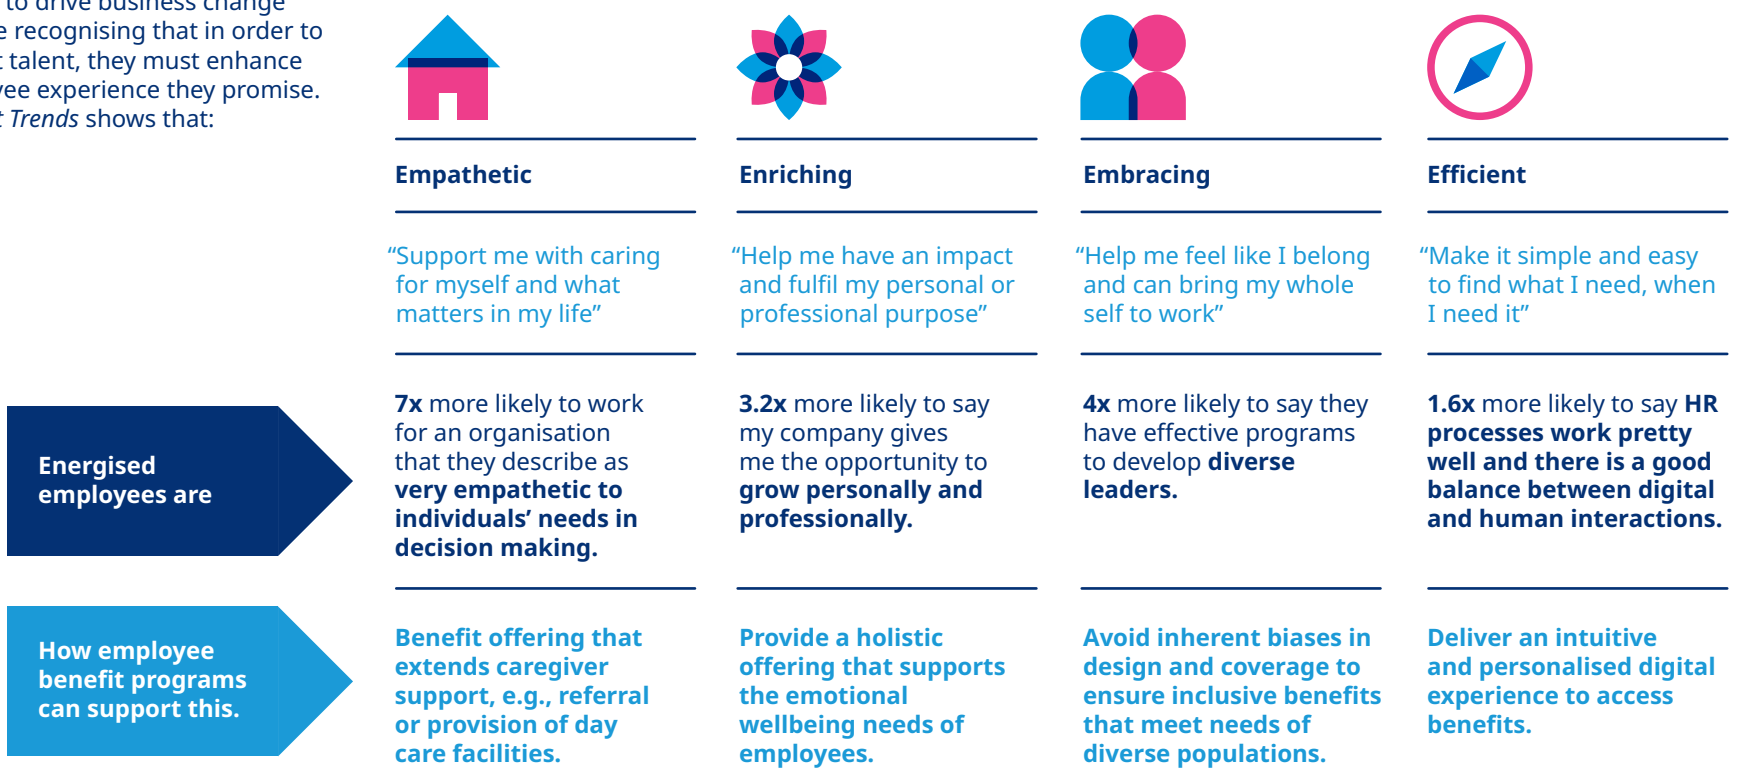 to drive business change
recognising that in order to
talent, they must enhance
experience they promise.
Trends shows that:
Empathetic
“Support me with caring
for myself and what
matters in my life”
Enriching
“Help me have an impact
and fulfil my personal or
professional purpose”
Embracing
“Help me feel like I belong
and can bring my whole
self to work”
Efficient
“Make it simple and easy
to find what I need, when
I need it”
Energised
employees are
7x more likely to work
for an organisation
that they describe as
very empathetic to
individuals’ needs in
decision making.
3.2x more likely to say
my company gives
me the opportunity to
grow personally and
professionally.
4x more likely to say they
have effective programs
to develop diverse
leaders.
1.6x more likely to say HR
processes work pretty
well and there is a good
balance between digital
and human interactions.
How employee
benefit programs
can support this.
Benefit offering that
extends caregiver
support, e.g., referral
or provision of day
care facilities.
Provide a holistic
offering that supports
the emotional
wellbeing needs of
employees.
Avoid inherent biases in
design and coverage to
ensure inclusive benefits
that meet needs of
diverse populations.
Deliver an intuitive
and personalised digital
experience to access
benefits.